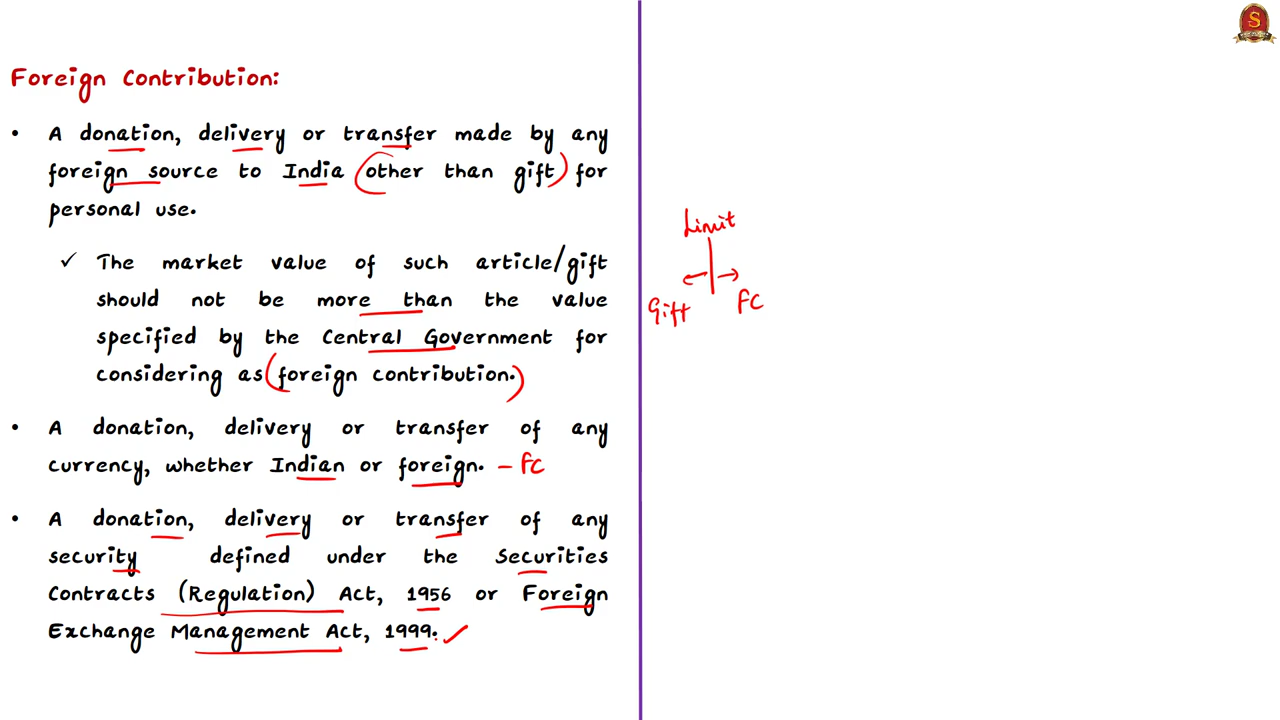 Foreign Contribution:
• A donation, delivery or transfer made by any
foreign source to India (other than gift) for
personal use.
✓ The market value of such article/gift
should not be more than the value
specified by the Central Government for
considering as (foreign contribution.)
• A donation, delivery or transfer of any
currency, whether Indian or foreign. - FC
• A donation, delivery or transfer of any
security defined under the Securities
Contracts (Regulation) Act, 1956 or Foreign
Exchange Management Act, 1999. ✓
Limit
Gift FC
S